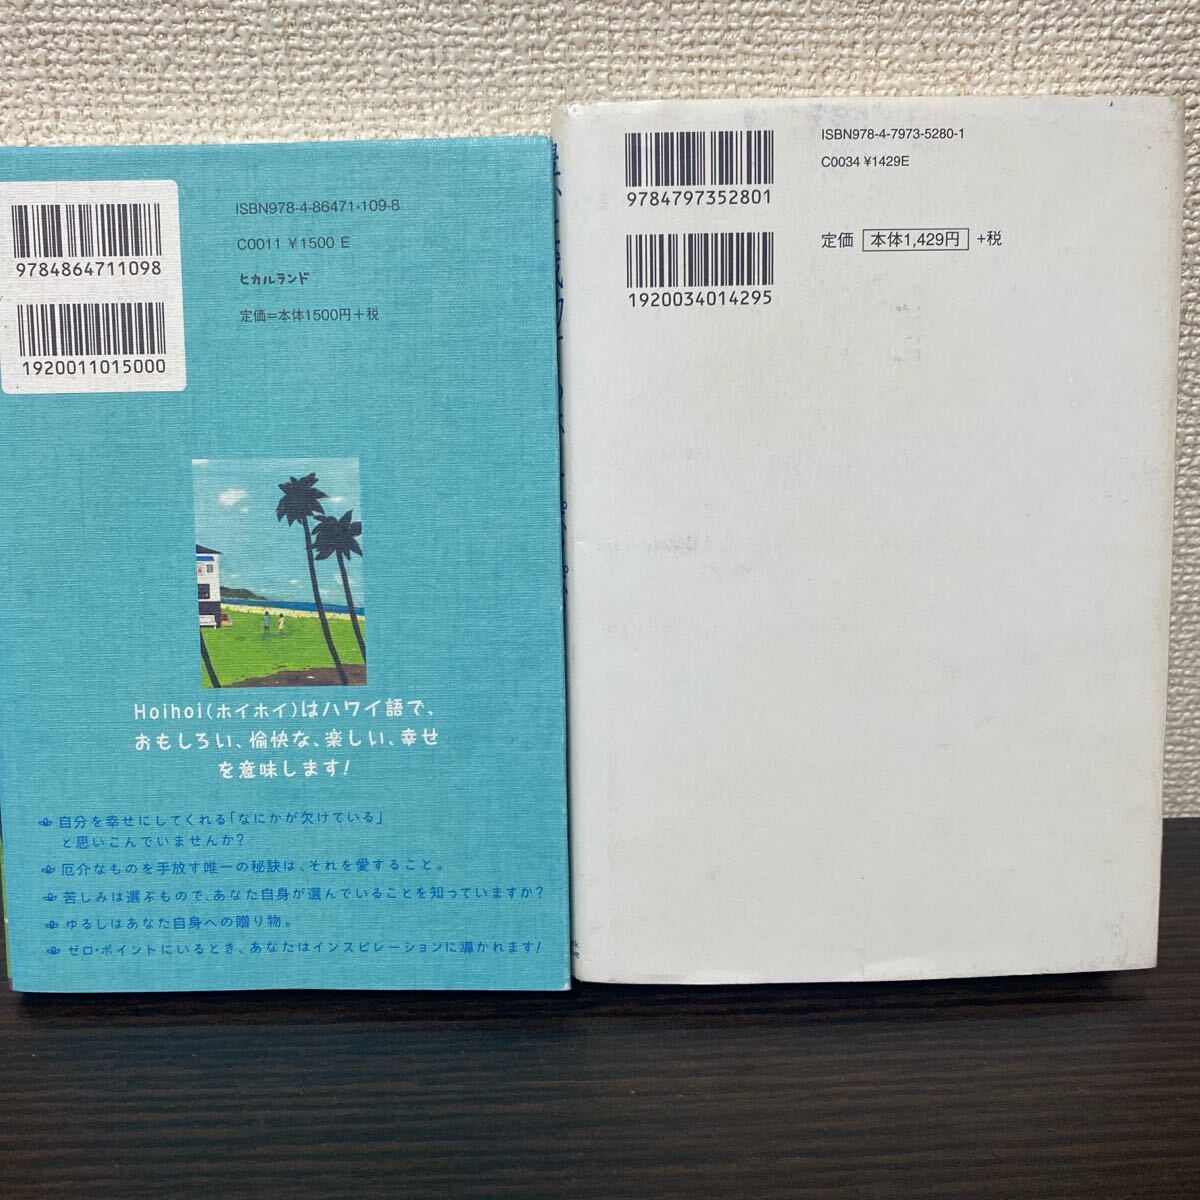 ISBN978-4-86471-109-8
9784864711098
C0011 ¥1500 E
ヒカルランド
定価=本体1500円+税
1920011015000
Hoihoi(ホイホイ)はハワイ語で、
おもしろい、愉快な、楽しい、幸せ
を意味します!
自分を幸せにしてくれる「なにかが欠けている」
と思いこんでいませんか?
厄介なものを手放す唯一の秘訣は、それを愛すること。
苦しみは選ぶもので、あなた自身が選んでいることを知っていますか?
ゆるしはあなた自身への贈り物。
ゼロ・ポイントにいるとき、あなたはインスピレーションに導かれます!
ISBN978-4-7973-5280-1
C0034 ¥1429E
9784797352801
定価 本体1,429円 +税
1920034014295